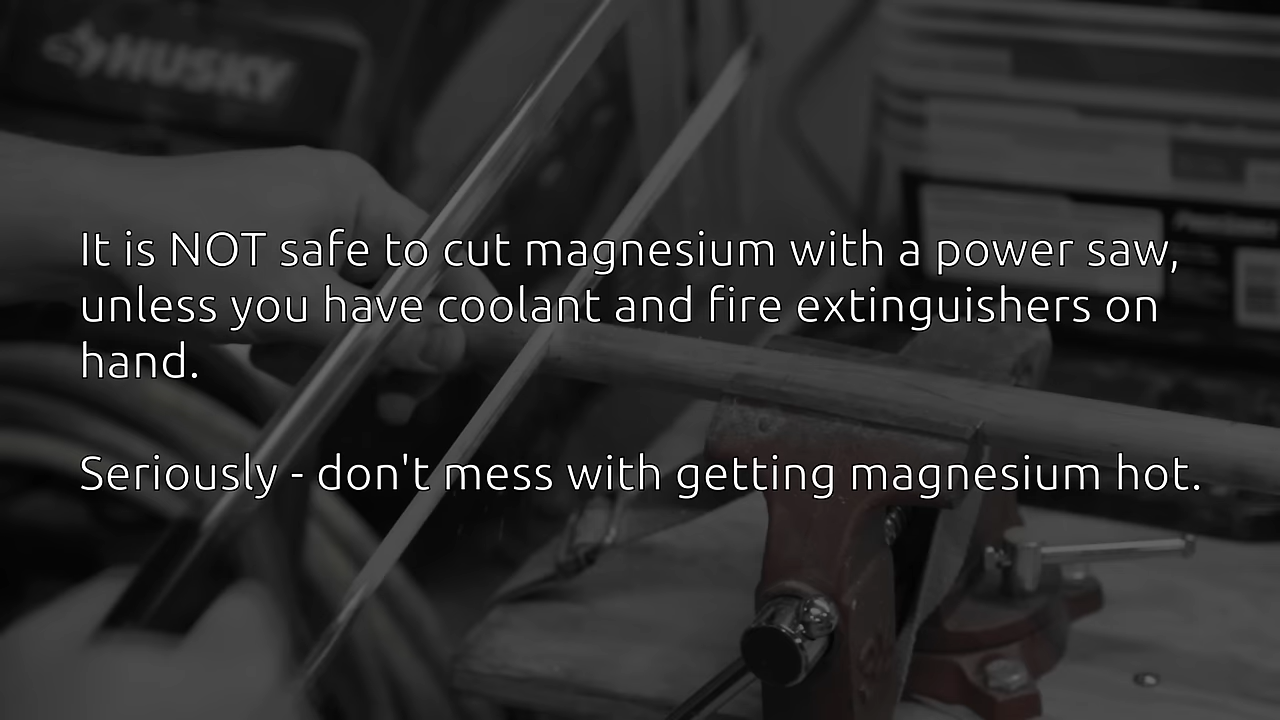 HUSKY
It is NOT safe to cut magnesium with a power saw,
unless you have coolant and fire extinguishers on
hand.
Seriously - don't mess with getting magnesium hot.